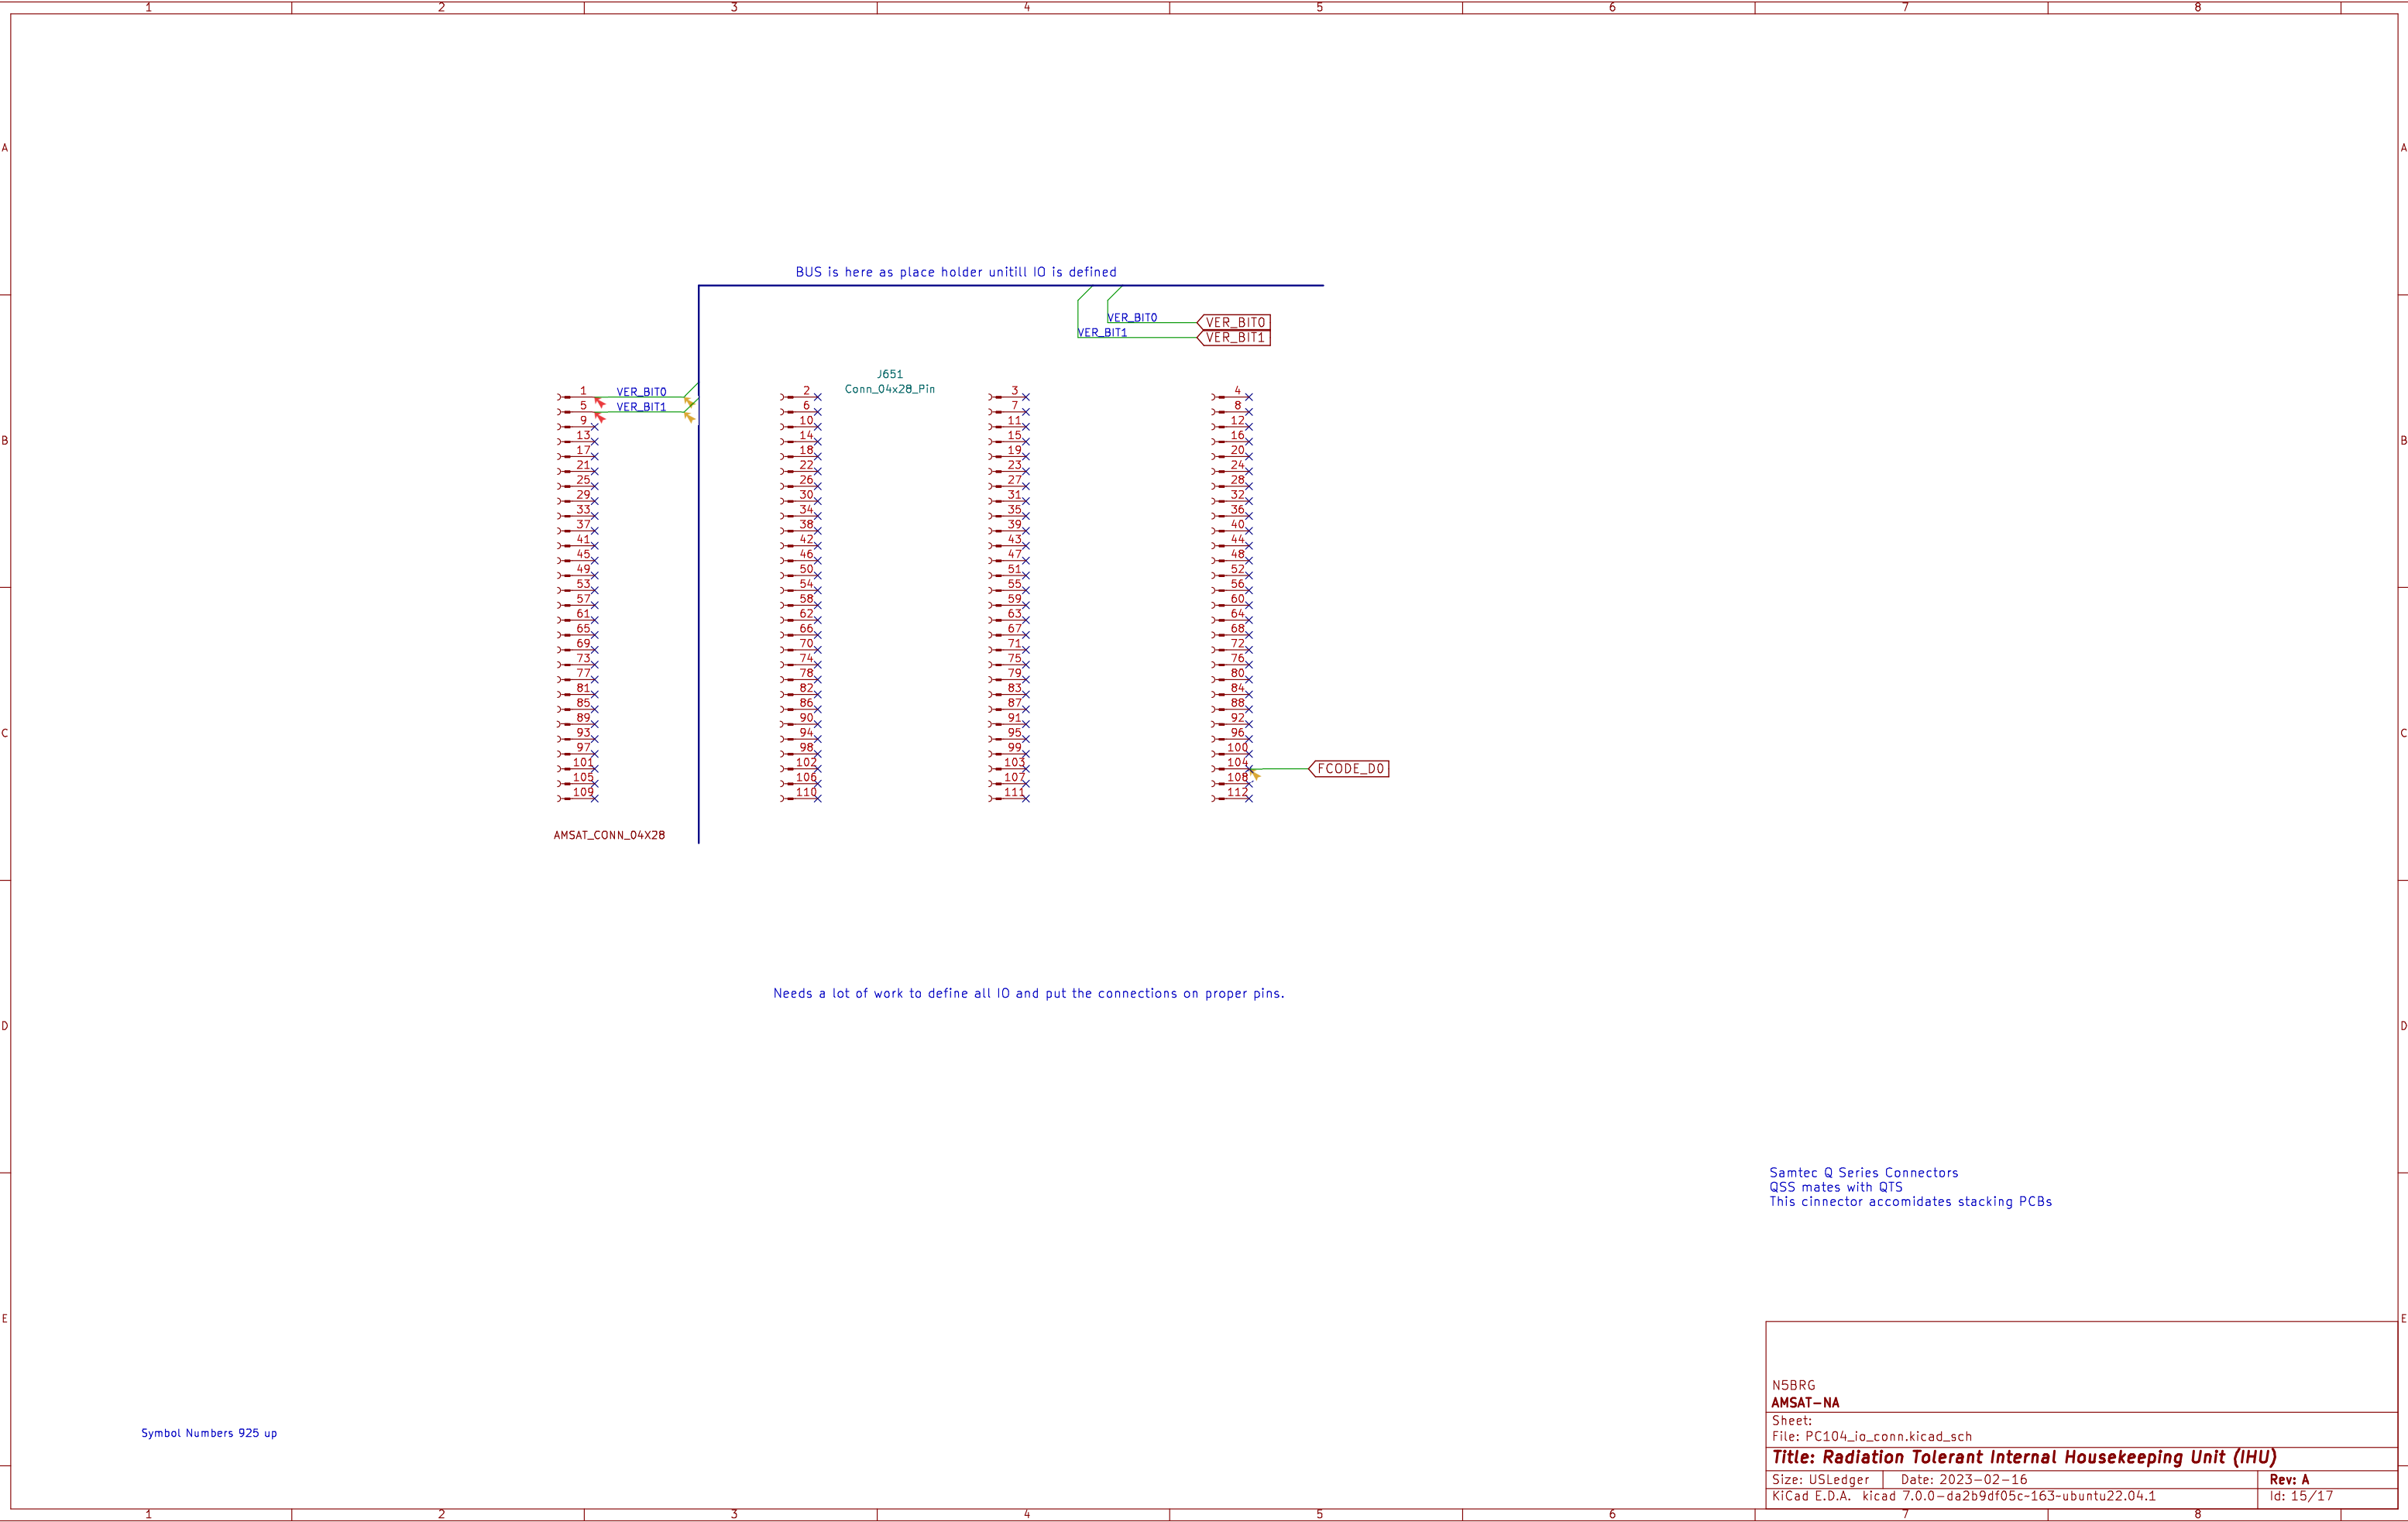 1 2 3 4 5 6 7 8
A A
BUS is here as place holder unitill IO is defined
VER_BIT0 VER_BIT0
VER_BIT1 VER_BIT1
J651
Conn_04x28_Pin
1 VER_BIT0 2 3 4
5 VER_BIT1 6 7 8
9 10 11 12
13 14 15 16
B B
17 18 19 20
21 22 23 24
25 26 27 28
29 30 31 32
33 34 35 36
37 38 39 40
41 42 43 44
45 46 47 48
49 50 51 52
53 54 55 56
57 58 59 60
61 62 63 64
65 66 67 68
69 70 71 72
73 74 75 76
77 78 79 80
81 82 83 84
85 86 87 88
89 90 91 92
93 94 95 96
C C
97 98 99 100
101 102 103 104 FCODE_D0
105 106 107 108
109 110 111 112
AMSAT_CONN_04X28
Needs a lot of work to define all IO and put the connections on proper pins.
D D
Samtec Q Series Connectors
QSS mates with QTS
This cinnector accomidates stacking PCBs
E E
N5BRG
AMSAT-NA
Sheet:
File: PC104_io_conn.kicad_sch
Symbol Numbers 925 up
Title: Radiation Tolerant Internal Housekeeping Unit (IHU)
Size: USLedger Date: 2023-02-16 Rev: A
KiCad E.D.A. kicad 7.0.0-da2b9df05c~163~ubuntu22.04.1 Id: 15/17
1 2 3 4 5 6 7 8